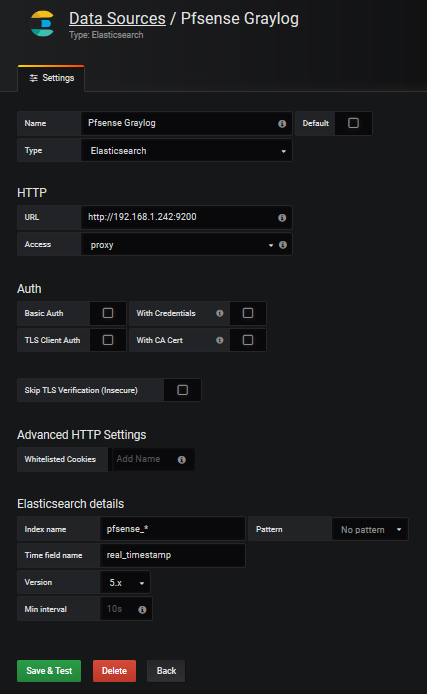 Data Sources / Pfsense Graylog
Type: Elasticsearch
Settings
Name Pfsense Graylog Default
Type Elasticsearch
HTTP
URL http://192.168.1.242:9200
Access proxy
Auth
Basic Auth With Credentials
TLS Client Auth With CA Cert
Skip TLS Verification (Insecure)
Advanced HTTP Settings
Whitelisted Cookies Add Name
Elasticsearch details
Index name pfsense_* Pattern No pattern
Time field name real_timestamp
Version 5.x
Min interval 10s
Save & Test Delete Back